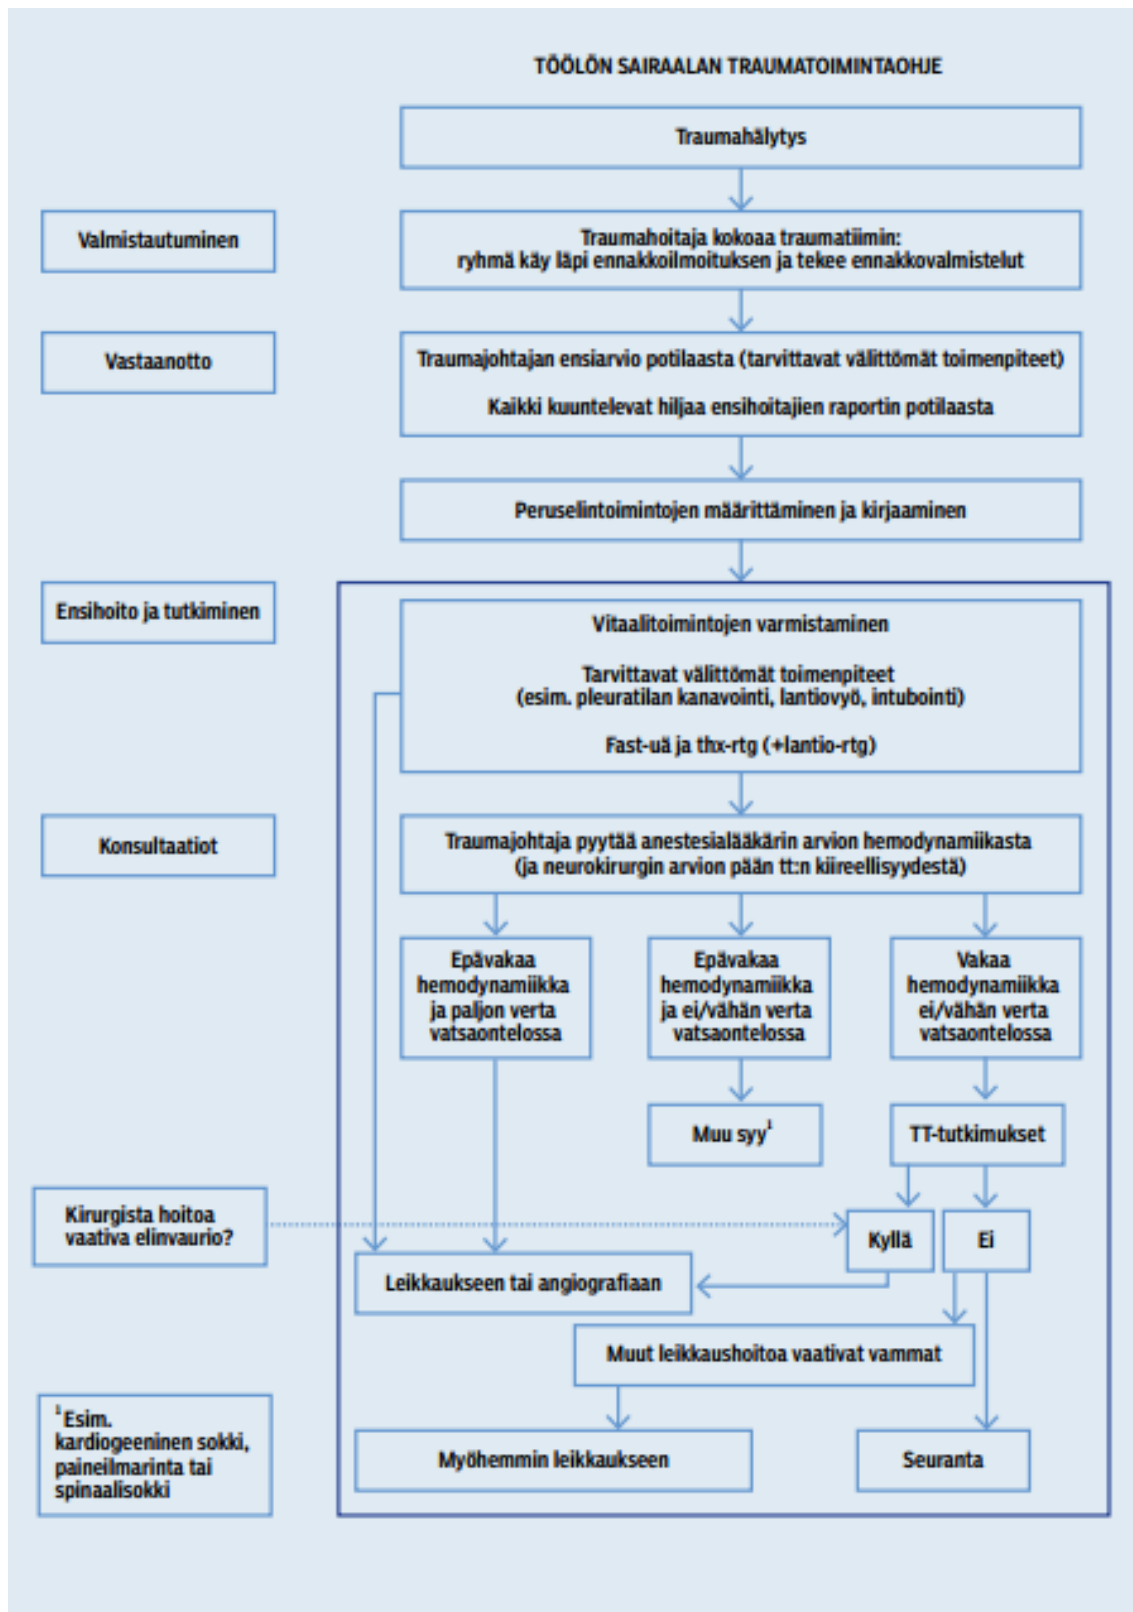 TÖÖLÖN SAIRAALAN TRAUMATOIMINTAOHJE
Traumahälytys
Valmistautuminen
Traumahoitaja kokoaa traumatiimin:
ryhmä käy läpi ennakkoilmoituksen ja tekee ennakkovalmistelut
Vastaanotto
Traumajohtajan ensiarvio potilaasta (tarvittavat välittömät toimenpiteet)
Kaikki kuuntelevat hiljaa ensihoitajien raportin potilaasta
Peruselintoimintojen määrittäminen ja kirjaaminen
Ensihoito ja tutkiminen
Vitaalitoimintojen varmistaminen
Tarvittavat välittömät toimenpiteet
(esim. pleuratilan kanavointi, lantiovyö, intubointi)
Fast-uä ja thx-rtg (+lantio-rtg)
Konsultaatiot
Traumajohtaja pyytää anestesialääkärin arvion hemodynamiikasta
(ja neurokirurgin arvion pään tt:n kiireellisyydestä)
Epävakaa
hemodynamiikka
ja paljon verta
vatsaontelossa
Epävakaa
hemodynamiikka
ja ei/vähän verta
vatsaontelossa
Vakaa
hemodynamiikka
ei/vähän verta
vatsaontelossa
Muu syy¹
TT-tutkimukset
Kirurgista hoitoa
vaativa elinvaurio?
Kyllä
Ei
Leikkaukseen tai angiografiaan
Muut leikkaushoitoa vaativat vammat
¹ Esim.
kardiogeeninen sokki,
paineilmarinta tai
spinaalisokki
Myöhemmin leikkaukseen
Seuranta